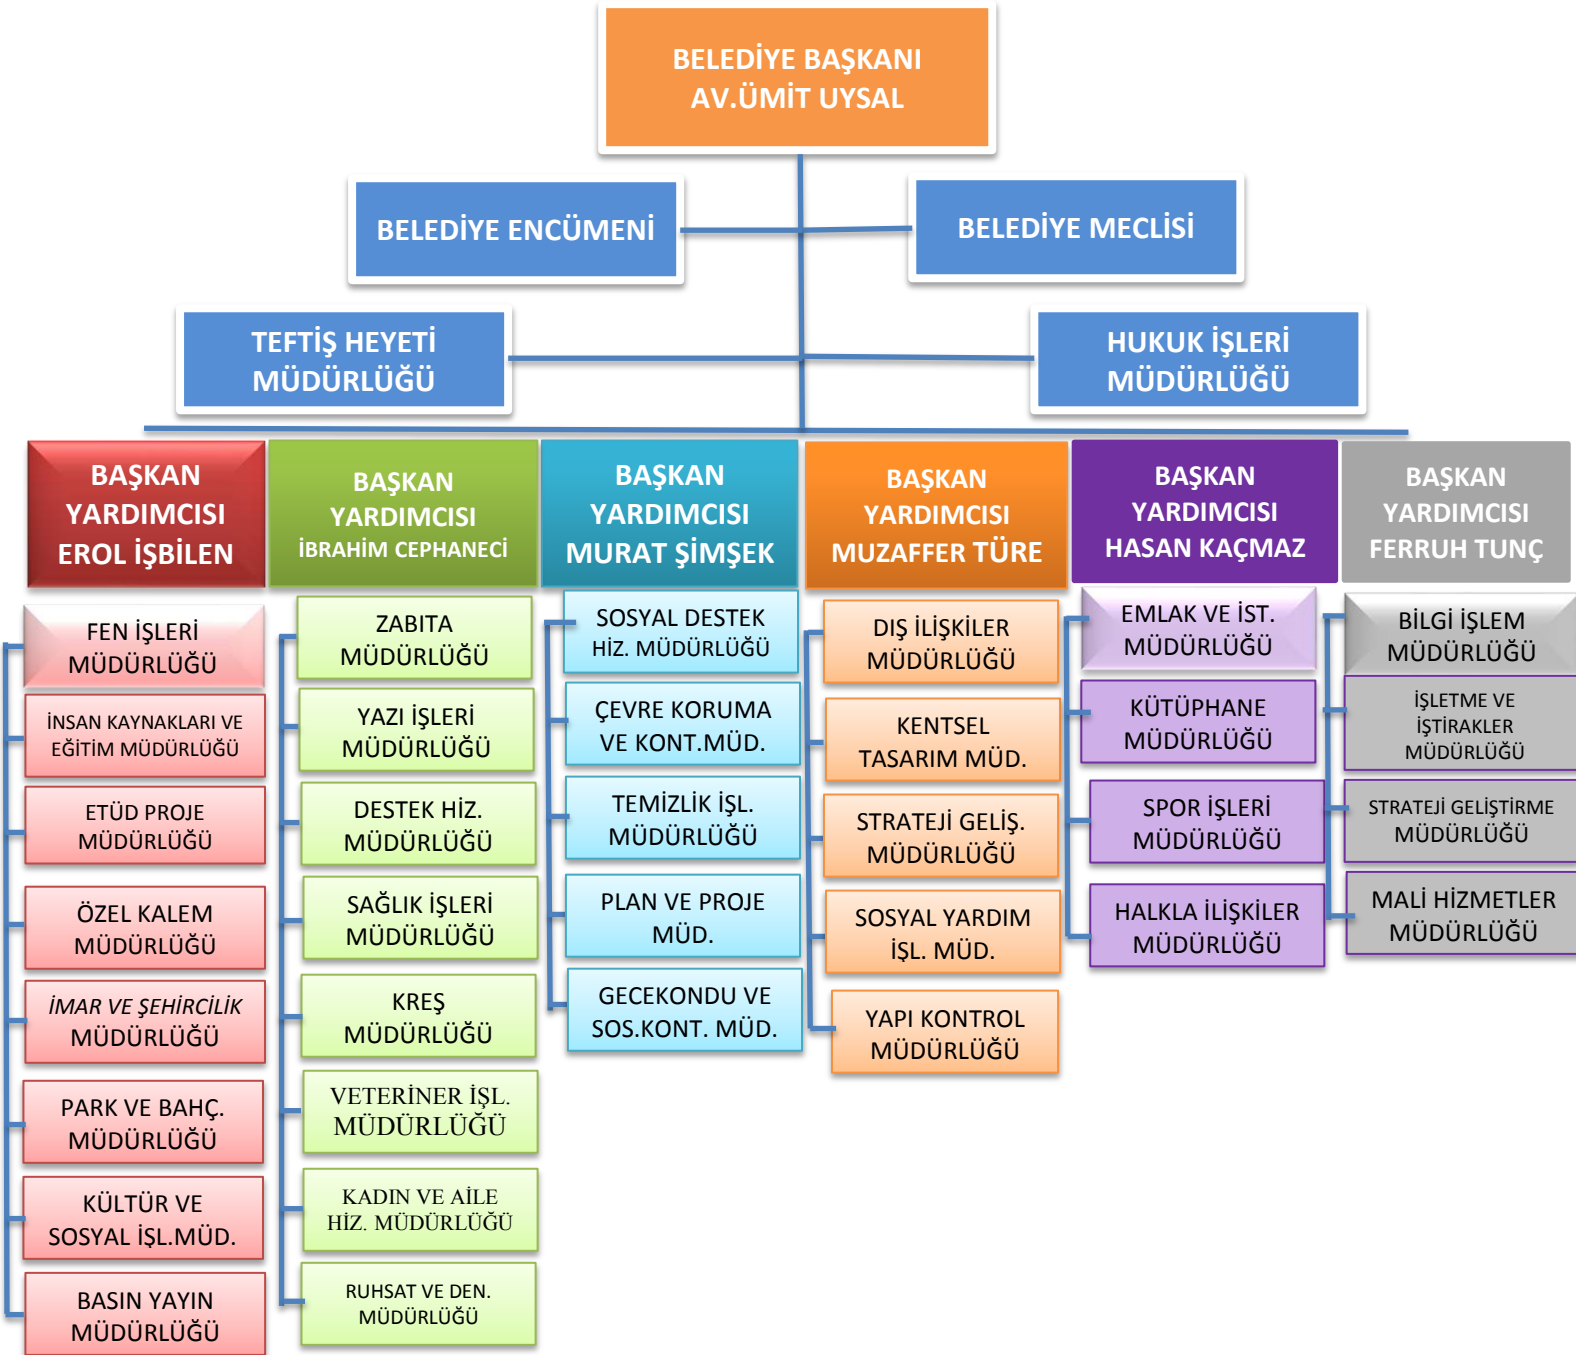 BELEDİYE BAŞKANI
AV.ÜMİT UYSAL
BELEDİYE ENCÜMENİ
BELEDİYE MECLİSİ
TEFTİŞ HEYETİ
MÜDÜRLÜĞÜ
HUKUK İŞLERİ
MÜDÜRLÜĞÜ
BAŞKAN
YARDIMCISI
EROL İŞBİLEN
FEN İŞLERİ
MÜDÜRLÜĞÜ
İNSAN KAYNAKLARI VE
EĞİTİM MÜDÜRLÜĞÜ
ETÜD PROJE
MÜDÜRLÜĞÜ
ÖZEL KALEM
MÜDÜRLÜĞÜ
İMAR VE ŞEHİRCİLİK
MÜDÜRLÜĞÜ
PARK VE BAHÇ.
MÜDÜRLÜĞÜ
KÜLTÜR VE
SOSYAL İŞL.MÜD.
BASIN YAYIN
MÜDÜRLÜĞÜ
BAŞKAN
YARDIMCISI
İBRAHİM CEPHANECİ
ZABITA
MÜDÜRLÜĞÜ
YAZI İŞLERİ
MÜDÜRLÜĞÜ
DESTEK HİZ.
MÜDÜRLÜĞÜ
SAĞLIK İŞLERİ
MÜDÜRLÜĞÜ
KREŞ
MÜDÜRLÜĞÜ
VETERİNER İŞL.
MÜDÜRLÜĞÜ
KADIN VE AİLE
HİZ. MÜDÜRLÜĞÜ
RUHSAT VE DEN.
MÜDÜRLÜĞÜ
BAŞKAN
YARDIMCISI
MURAT ŞİMŞEK
SOSYAL DESTEK
HİZ. MÜDÜRLÜĞÜ
ÇEVRE KORUMA
VE KONT.MÜD.
TEMİZLİK İŞL.
MÜDÜRLÜĞÜ
PLAN VE PROJE
MÜD.
GECEKONDU VE
SOS.KONT. MÜD.
BAŞKAN
YARDIMCISI
MUZAFFER TÜRE
DIŞ İLİŞKİLER
MÜDÜRLÜĞÜ
KENTSEL
TASARIM MÜD.
STRATEJİ GELİŞ.
MÜDÜRLÜĞÜ
SOSYAL YARDIM
İŞL. MÜD.
YAPI KONTROL
MÜDÜRLÜĞÜ
BAŞKAN
YARDIMCISI
HASAN KAÇMAZ
EMLAK VE İST.
MÜDÜRLÜĞÜ
KÜTÜPHANE
MÜDÜRLÜĞÜ
SPOR İŞLERİ
MÜDÜRLÜĞÜ
HALKLA İLİŞKİLER
MÜDÜRLÜĞÜ
BAŞKAN
YARDIMCISI
FERRUH TUNÇ
BİLGİ İŞLEM
MÜDÜRLÜĞÜ
İŞLETME VE
İŞTİRAKLER
MÜDÜRLÜĞÜ
STRATEJİ GELİŞTİRME
MÜDÜRLÜĞÜ
MALİ HİZMETLER
MÜDÜRLÜĞÜ